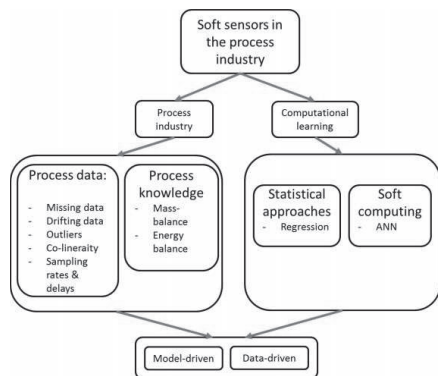 Soft sensors in
the process
industry
Process
industry
Computational
learning
Process data:
- Missing data
- Drifting data
- Outliers
- Co-lineraity
- Sampling
rates &
delays
Process
knowledge
- Mass-
balance
- Energy
balance
Statistical
approaches
- Regression
Soft
computing
- ANN
Model-driven
Data-driven